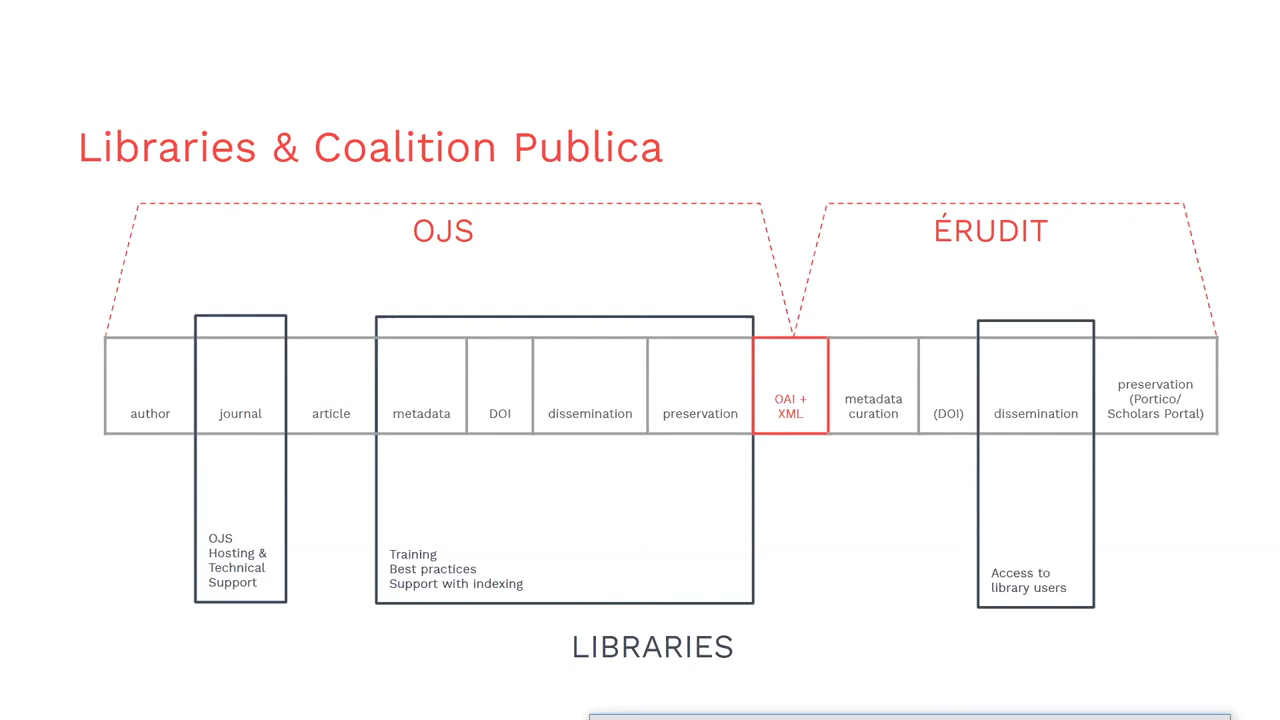 Libraries & Coalition Publica
OJS
ÉRUDIT
author
journal
article
metadata
DOI
dissemination
preservation
OAI +
XML
metadata
curation
(DOI)
dissemination
preservation
(Portico/
Scholars Portal)
OJS
Hosting &
Technical
Support
Training
Best practices
Support with indexing
Access to
library users
LIBRARIES